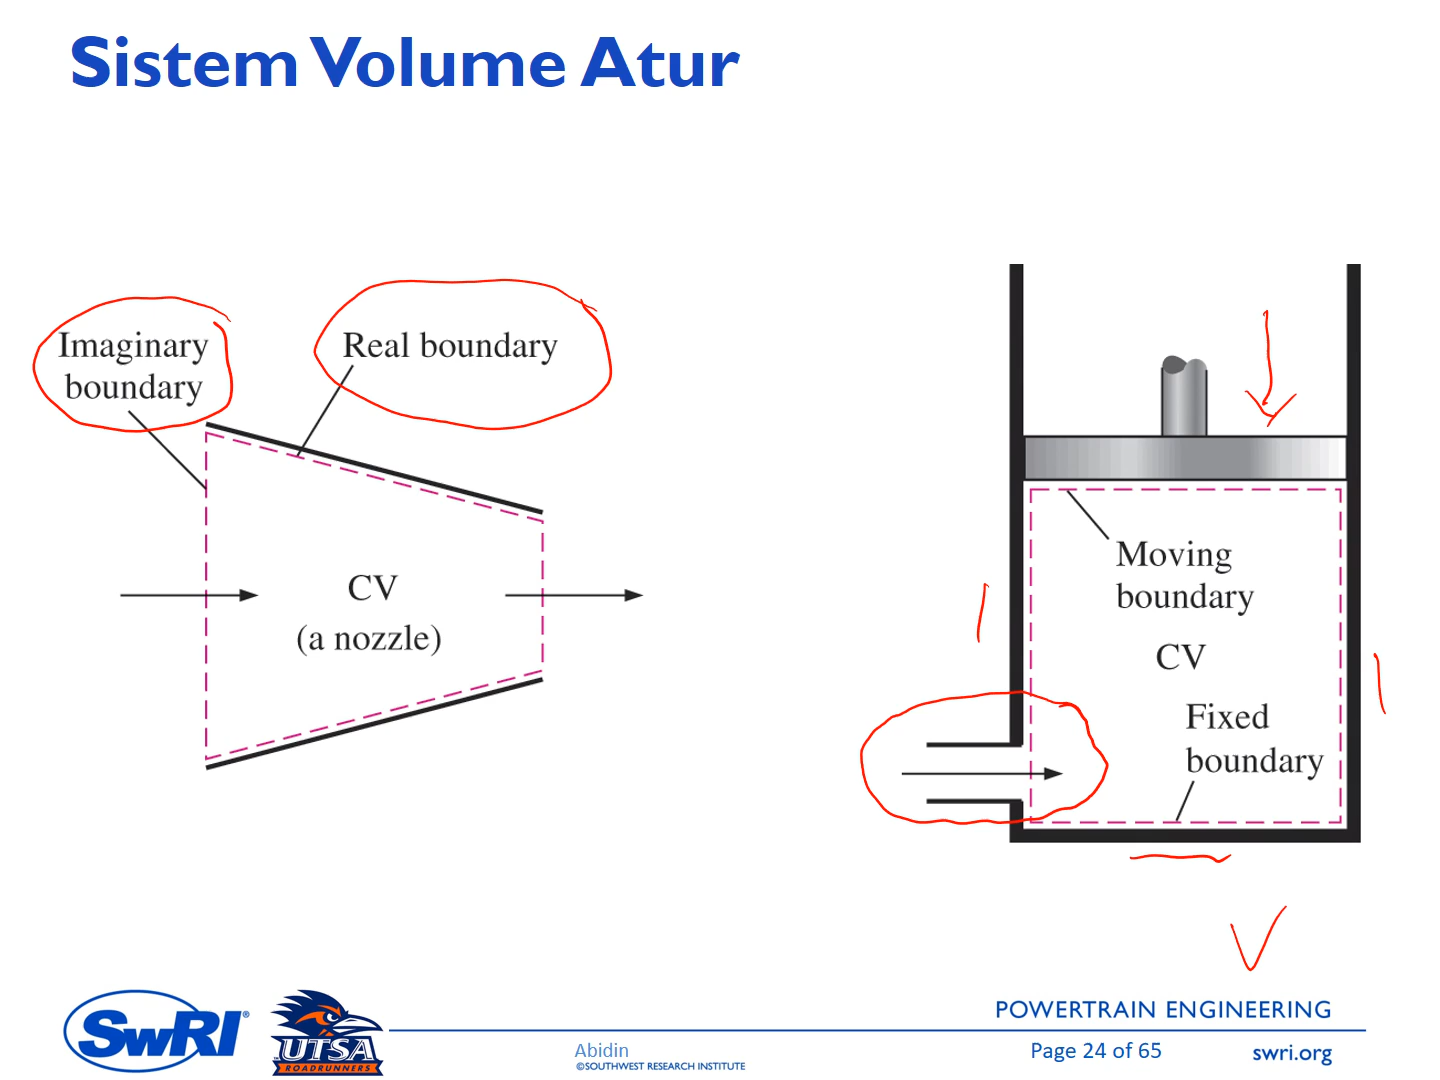 Sistem Volume Atur
Imaginary
boundary
Real boundary
CV
(a nozzle)
Moving
boundary
CV
Fixed
boundary
SwRI®
UTSA
ROADRUNNERS
Abidin
©SOUTHWEST RESEARCH INSTITUTE
POWERTRAIN ENGINEERING
Page 24 of 65
swri.org